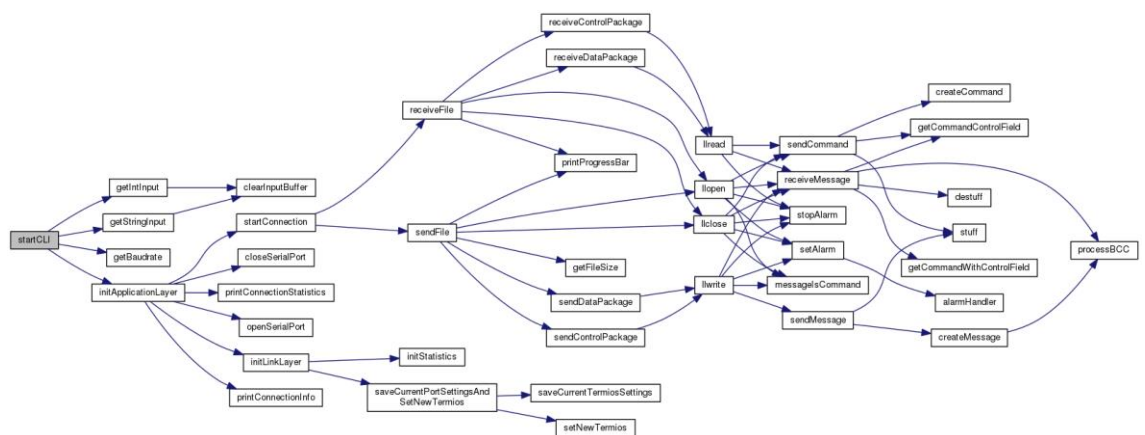 receiveControlPackage
receiveDataPackage
createCommand
receiveFile
getCommandControlField
llread
sendCommand
printProgressBar
receiveMessage
getIntInput
clearInputBuffer
llopen
destuff
getStringInput
startConnection
llclose
stopAlarm
startCLI
sendFile
stuff
getBaudrate
closeSerialPort
setAlarm
processBCC
getFileSize
getCommandWithControlField
initApplicationLayer
printConnectionStatistics
llwrite
messageIsCommand
sendDataPackage
alarmHandler
openSerialPort
sendMessage
sendControlPackage
createMessage
initLinkLayer
initStatistics
printConnectionInfo
saveCurrentPortSettingsAnd
SetNewTermios
saveCurrentTermiosSettings
setNewTermios